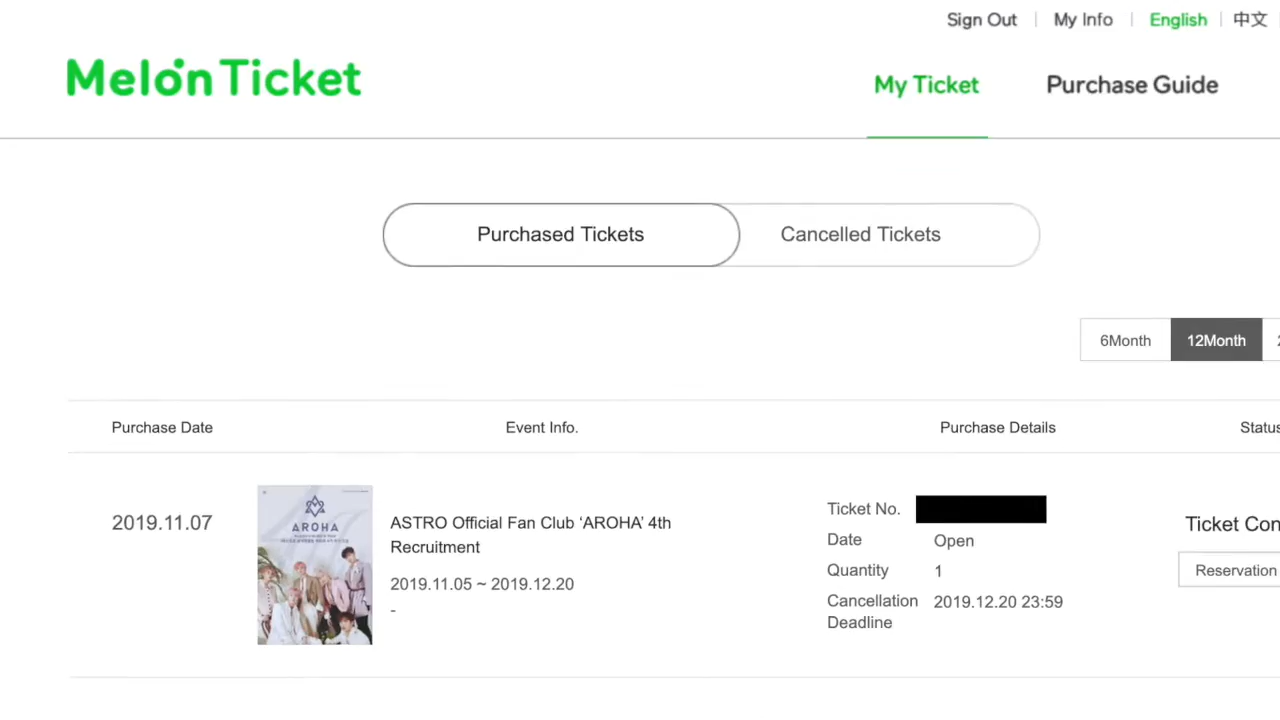 Sign Out | My Info | English | 中文
Melon Ticket
My Ticket Purchase Guide
Purchased Tickets Cancelled Tickets
6Month 12Month
Purchase Date Event Info. Purchase Details Status
2019.11.07
AROHA
ASTRO Official Fan Club ‘AROHA’ 4th
Recruitment
2019.11.05 ~ 2019.12.20
-
Ticket No.
Date Open
Quantity 1
Cancellation Deadline 2019.12.20 23:59
Ticket Con
Reservation